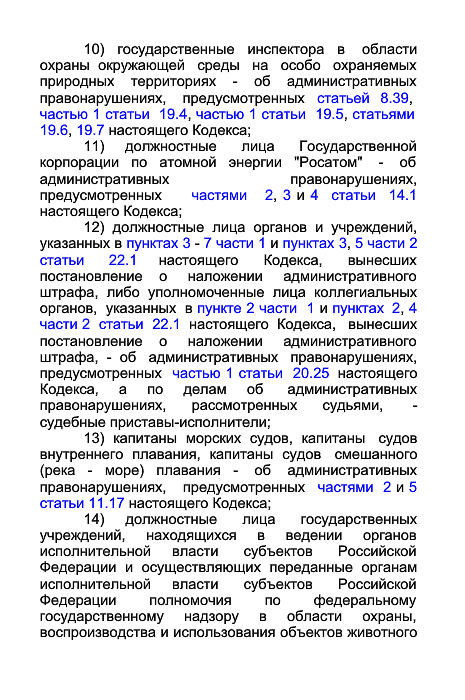 10) государственные инспектора в области
охраны окружающей среды на особо охраняемых
природных территориях - об административных
правонарушениях, предусмотренных статьей 8.39,
частью 1 статьи 19.4, частью 1 статьи 19.5, статьями
19.6, 19.7 настоящего Кодекса;
11) должностные лица Государственной
корпорации по атомной энергии "Росатом" - об
административных правонарушениях,
предусмотренных частями 2, 3 и 4 статьи 14.1
настоящего Кодекса;
12) должностные лица органов и учреждений,
указанных в пунктах 3 - 7 части 1 и пунктах 3, 5 части 2
статьи 22.1 настоящего Кодекса, вынесших
постановление о наложении административного
штрафа, либо уполномоченные лица коллегиальных
органов, указанных в пункте 2 части 1 и пунктах 2, 4
части 2 статьи 22.1 настоящего Кодекса, вынесших
постановление о наложении административного
штрафа, - об административных правонарушениях,
предусмотренных частью 1 статьи 20.25 настоящего
Кодекса, а по делам об административных
правонарушениях, рассмотренных судьями, -
судебные приставы-исполнители;
13) капитаны морских судов, капитаны судов
внутреннего плавания, капитаны судов смешанного
(река - море) плавания - об административных
правонарушениях, предусмотренных частями 2 и 5
статьи 11.17 настоящего Кодекса;
14) должностные лица государственных
учреждений, находящихся в ведении органов
исполнительной власти субъектов Российской
Федерации и осуществляющих переданные органам
исполнительной власти субъектов Российской
Федерации полномочия по федеральному
государственному надзору в области охраны,
воспроизводства и использования объектов животного